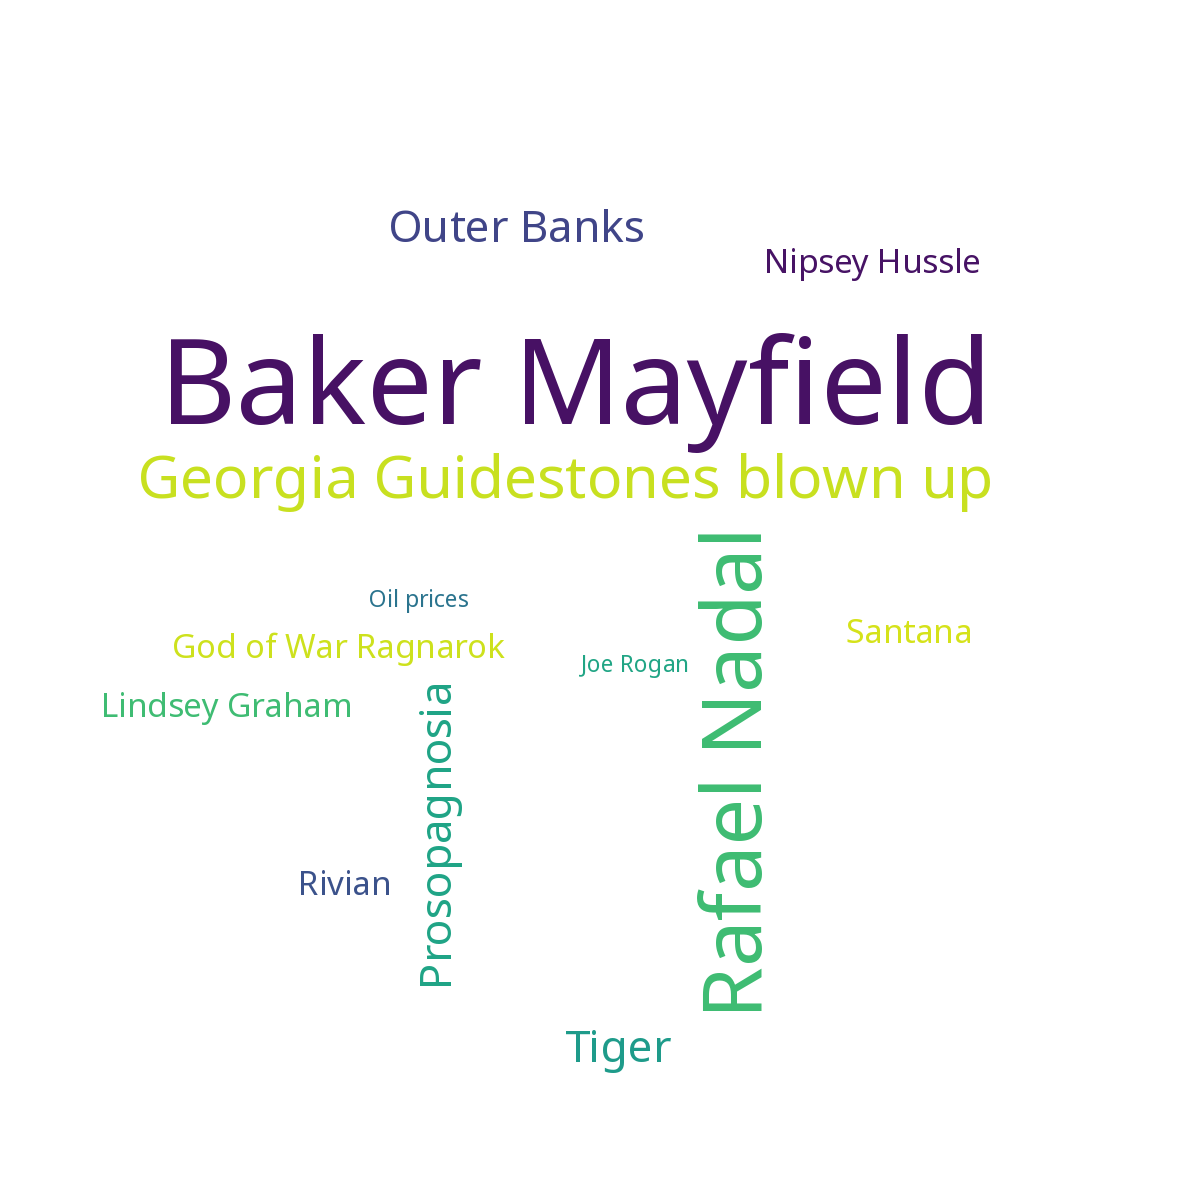 Outer Banks
Nipsey Hussle
Baker Mayfield
Georgia Guidestones blown up
Rafael Nadal
Oil prices
Santana
God of War Ragnarok
Joe Rogan
Lindsey Graham
Prosopagnosia
Rivian
Tiger